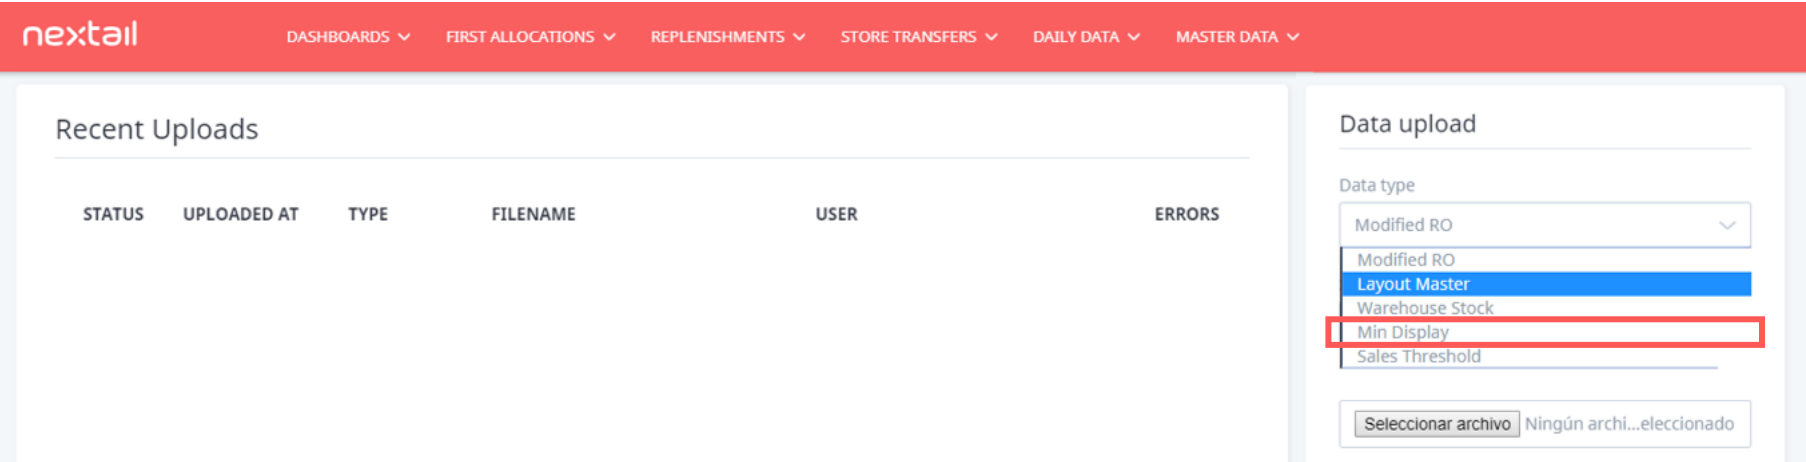 nextail
DASHBOARDS FIRST ALLOCATIONS REPLENISHMENTS STORE TRANSFERS DAILY DATA MASTER DATA
Recent Uploads
STATUS UPLOADED AT TYPE FILENAME USER ERRORS
Data upload
Data type
Modified RO
Modified RO
Layout Master
Warehouse Stock
Min Display
Sales Threshold
Seleccionar archivo Ningún archi...eleccionado